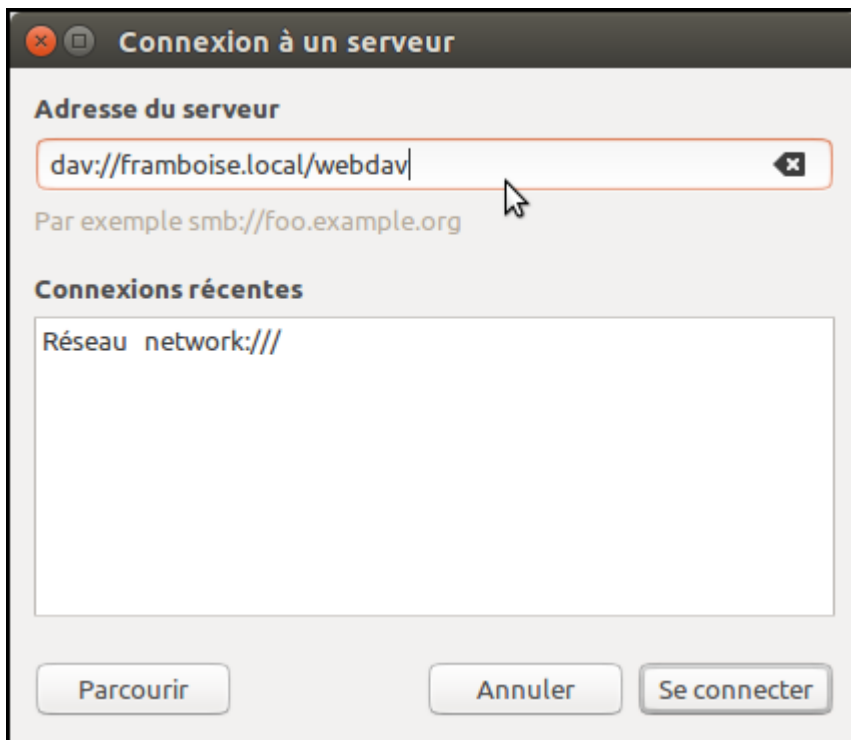 Connexion à un serveur
Adresse du serveur
dav://framboise.local/webdav
Par exemple smb://foo.example.org
Connexions récentes
Réseau network:///
Parcourir Annuler Se connecter